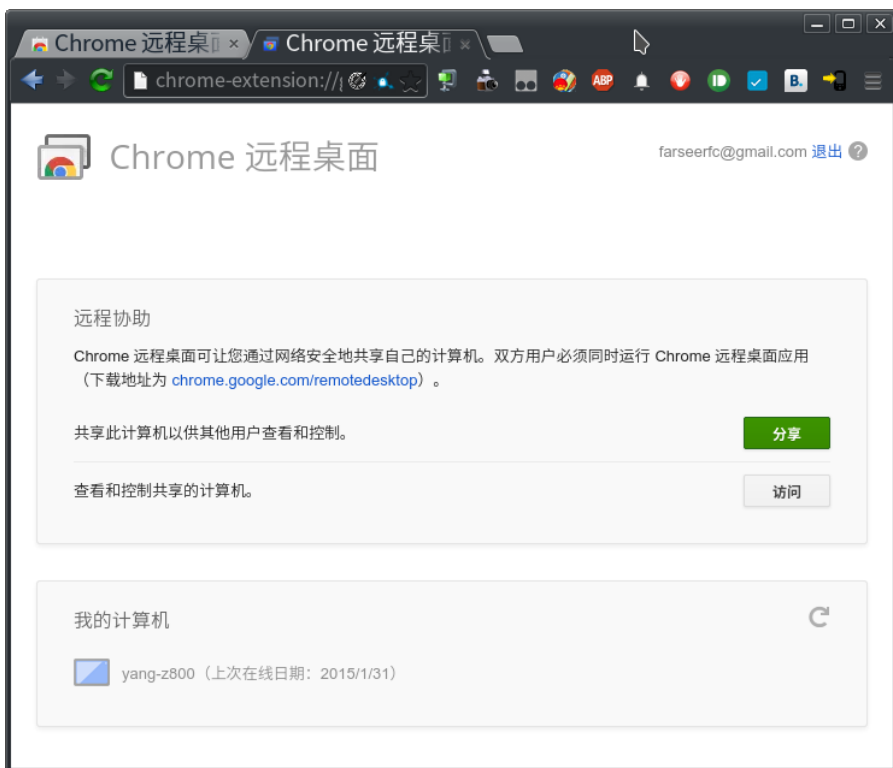 Chrome 远程桌面
Chrome 远程桌
chrome-extension://
ABP
B.
Chrome 远程桌面
farseerfc@gmail.com 退出 ?
远程协助
Chrome 远程桌面可让您通过网络安全地共享自己的计算机。双方用户必须同时运行 Chrome 远程桌面应用
（下载地址为 chrome.google.com/remotedesktop）。
共享此计算机以供其他用户查看和控制。 分享
查看和控制共享的计算机。 访问
我的计算机
yang-z800（上次在线日期：2015/1/31）